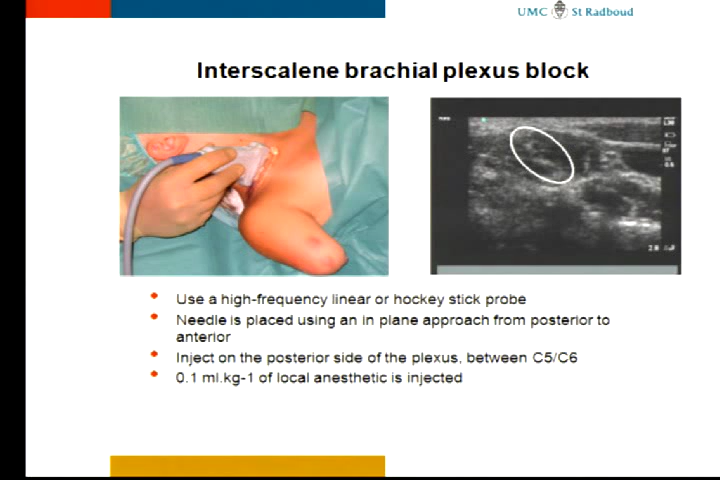 UMC St Radboud
Interscalene brachial plexus block
Use a high-frequency linear or hockey stick probe
Needle is placed using an in plane approach from posterior to
anterior
Inject on the posterior side of the plexus, between C5/C6
0.1 ml.kg-1 of local anesthetic is injected